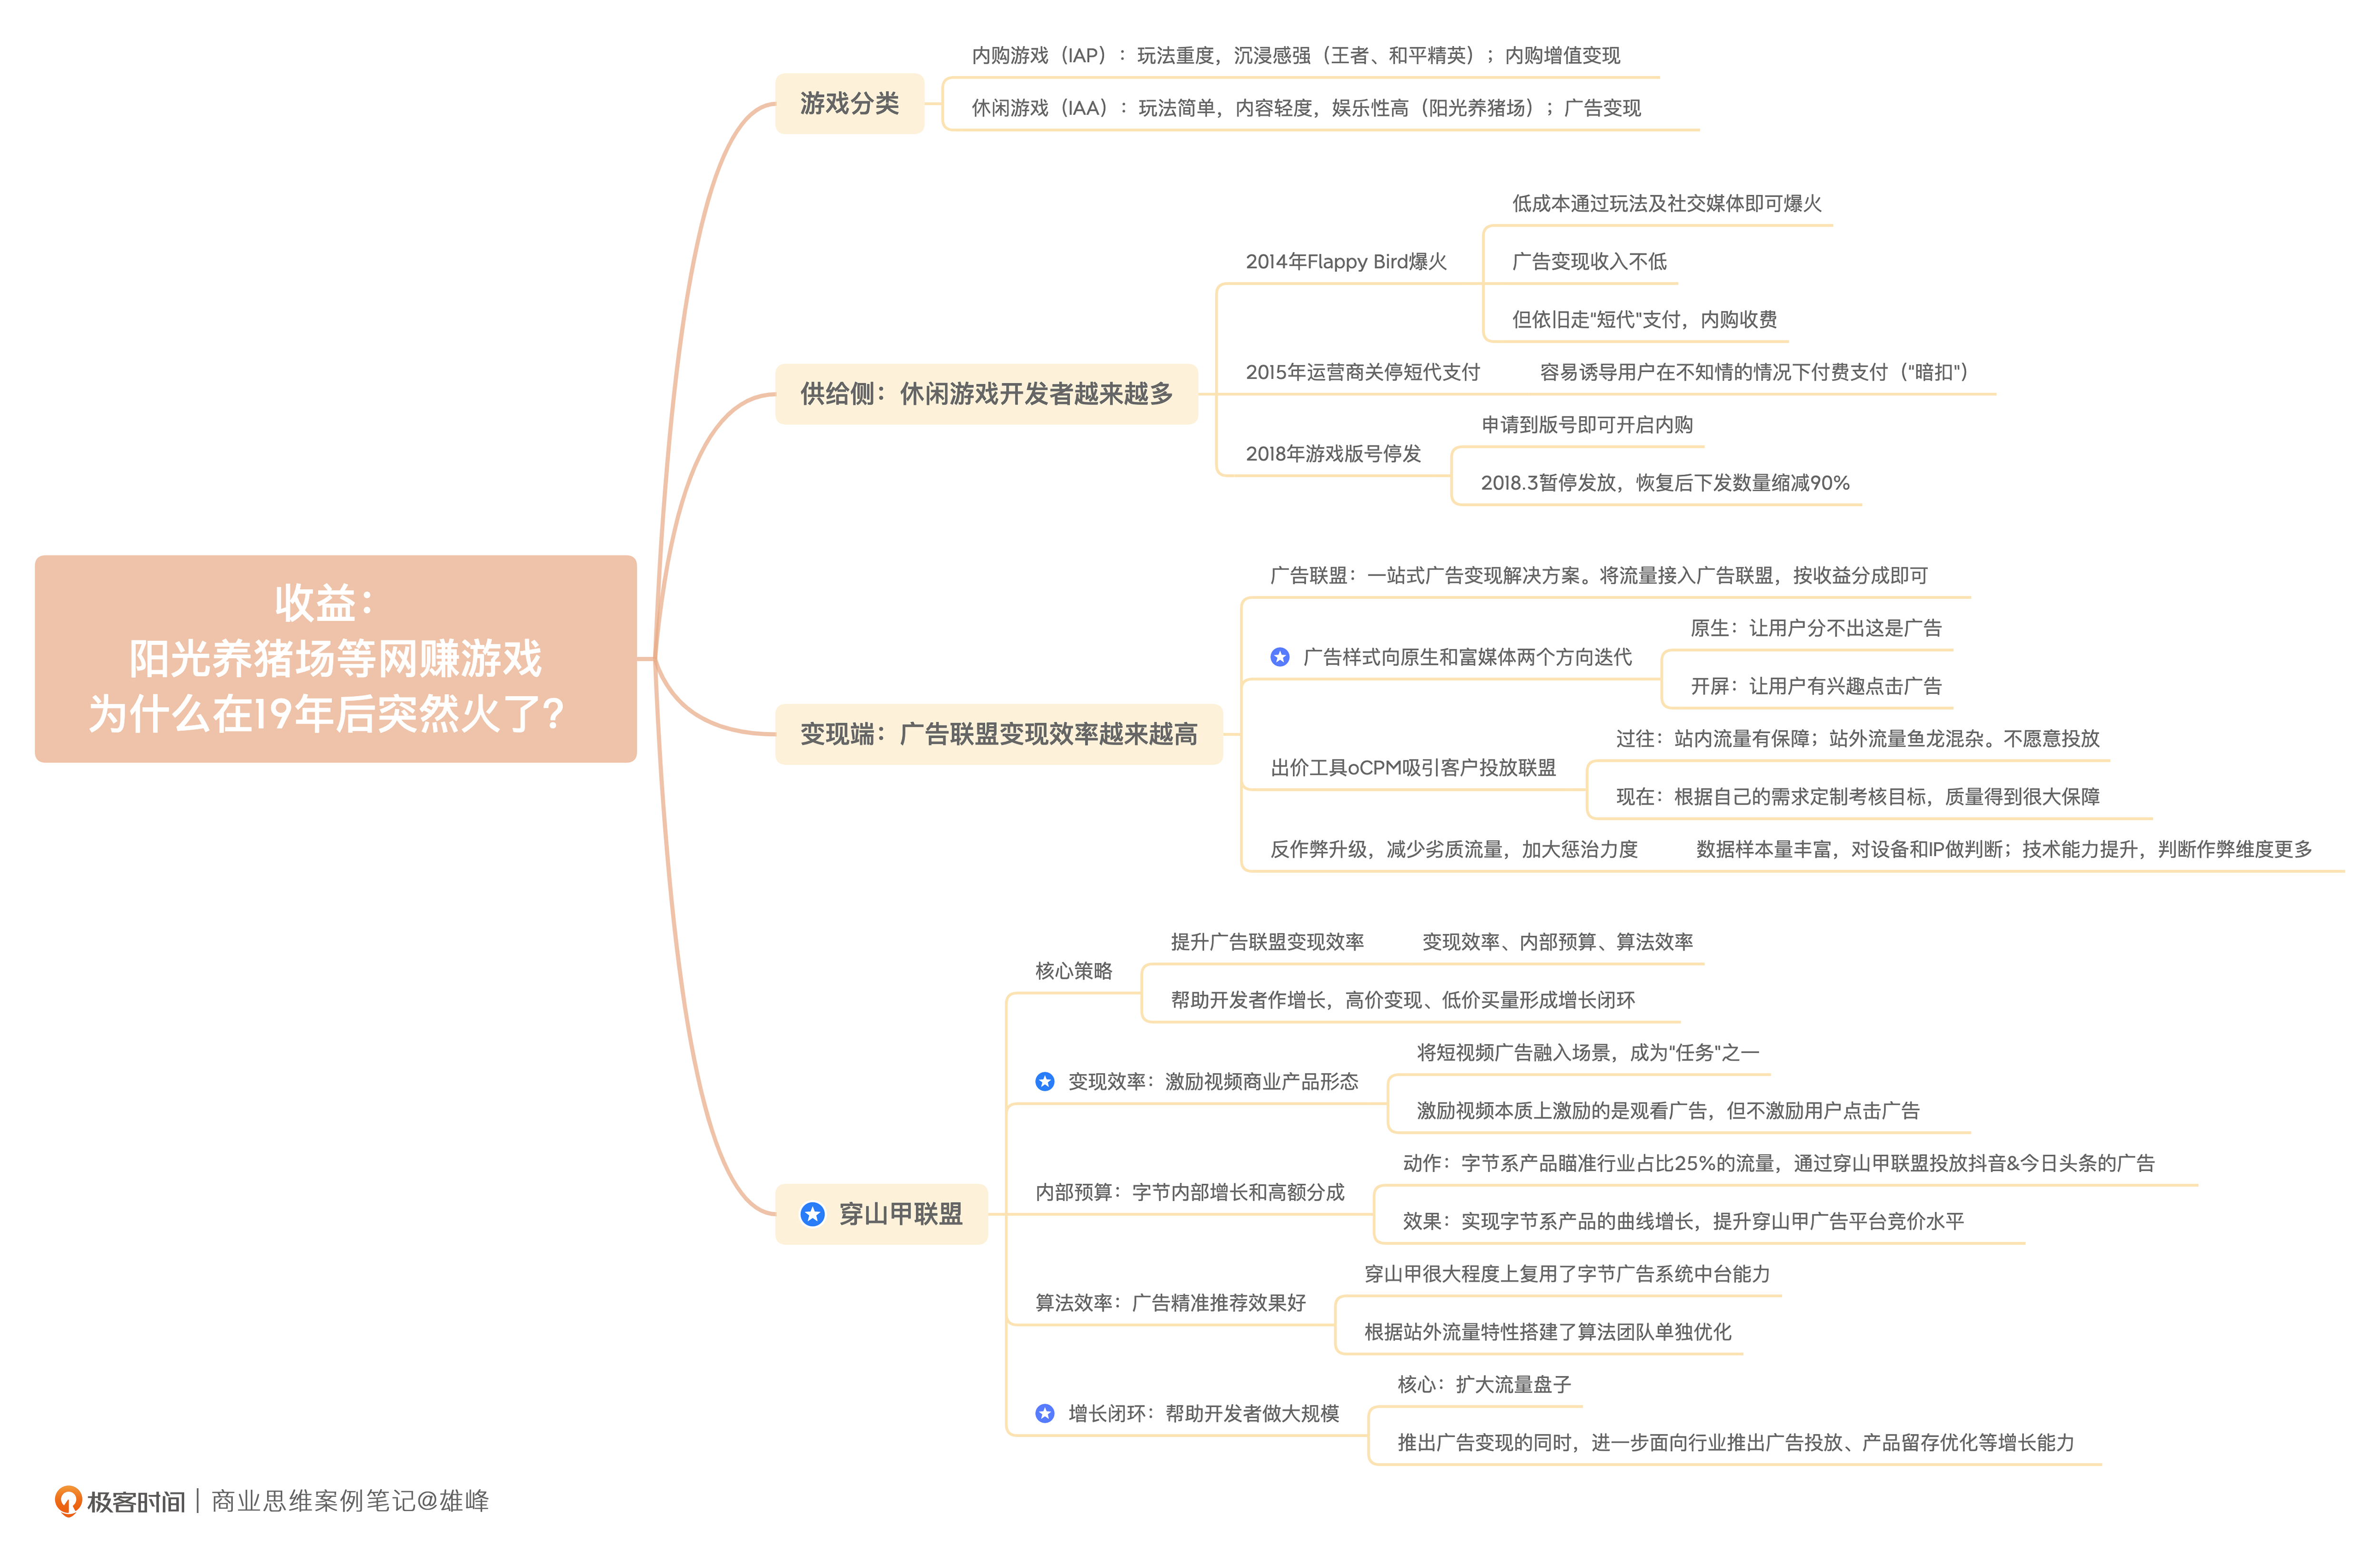 收益：
阳光养猪场等网赚游戏
为什么在19年后突然火了？
游戏分类
内购游戏（IAP）：玩法重度，沉浸感强（王者、和平精英）；内购增值变现
休闲游戏（IAA）：玩法简单，内容轻度，娱乐性高（阳光养猪场）；广告变现
供给侧：休闲游戏开发者越来越多
2014年Flappy Bird爆火
低成本通过玩法及社交媒体即可爆火
广告变现收入不低
但依旧走"短代"支付，内购收费
2015年运营商关停短代支付
容易诱导用户在不知情的情况下付费支付（"暗扣"）
2018年游戏版号停发
申请到版号即可开启内购
2018.3暂停发放，恢复后下发数量缩减90%
变现端：广告联盟变现效率越来越高
广告联盟：一站式广告变现解决方案。将流量接入广告联盟，按收益分成即可
广告样式向原生和富媒体两个方向迭代
原生：让用户分不出这是广告
开屏：让用户有兴趣点击广告
出价工具oCPM吸引客户投放联盟
过往：站内流量有保障；站外流量鱼龙混杂。不愿意投放
现在：根据自己的需求定制考核目标，质量得到很大保障
反作弊升级，减少劣质流量，加大惩治力度
数据样本量丰富，对设备和IP做判断；技术能力提升，判断作弊维度更多
穿山甲联盟
核心策略
提升广告联盟变现效率
变现效率、内部预算、算法效率
帮助开发者作增长，高价变现、低价买量形成增长闭环
变现效率：激励视频商业产品形态
将短视频广告融入场景，成为"任务"之一
激励视频本质上激励的是观看广告，但不激励用户点击广告
内部预算：字节内部增长和高额分成
动作：字节系产品瞄准行业占比25%的流量，通过穿山甲联盟投放抖音&今日头条的广告
效果：实现字节系产品的曲线增长，提升穿山甲广告平台竞价水平
算法效率：广告精准推荐效果好
穿山甲很大程度上复用了字节广告系统中台能力
根据站外流量特性搭建了算法团队单独优化
增长闭环：帮助开发者做大规模
核心：扩大流量盘子
推出广告变现的同时，进一步面向行业推出广告投放、产品留存优化等增长能力
极客时间 | 商业思维案例笔记@雄峰